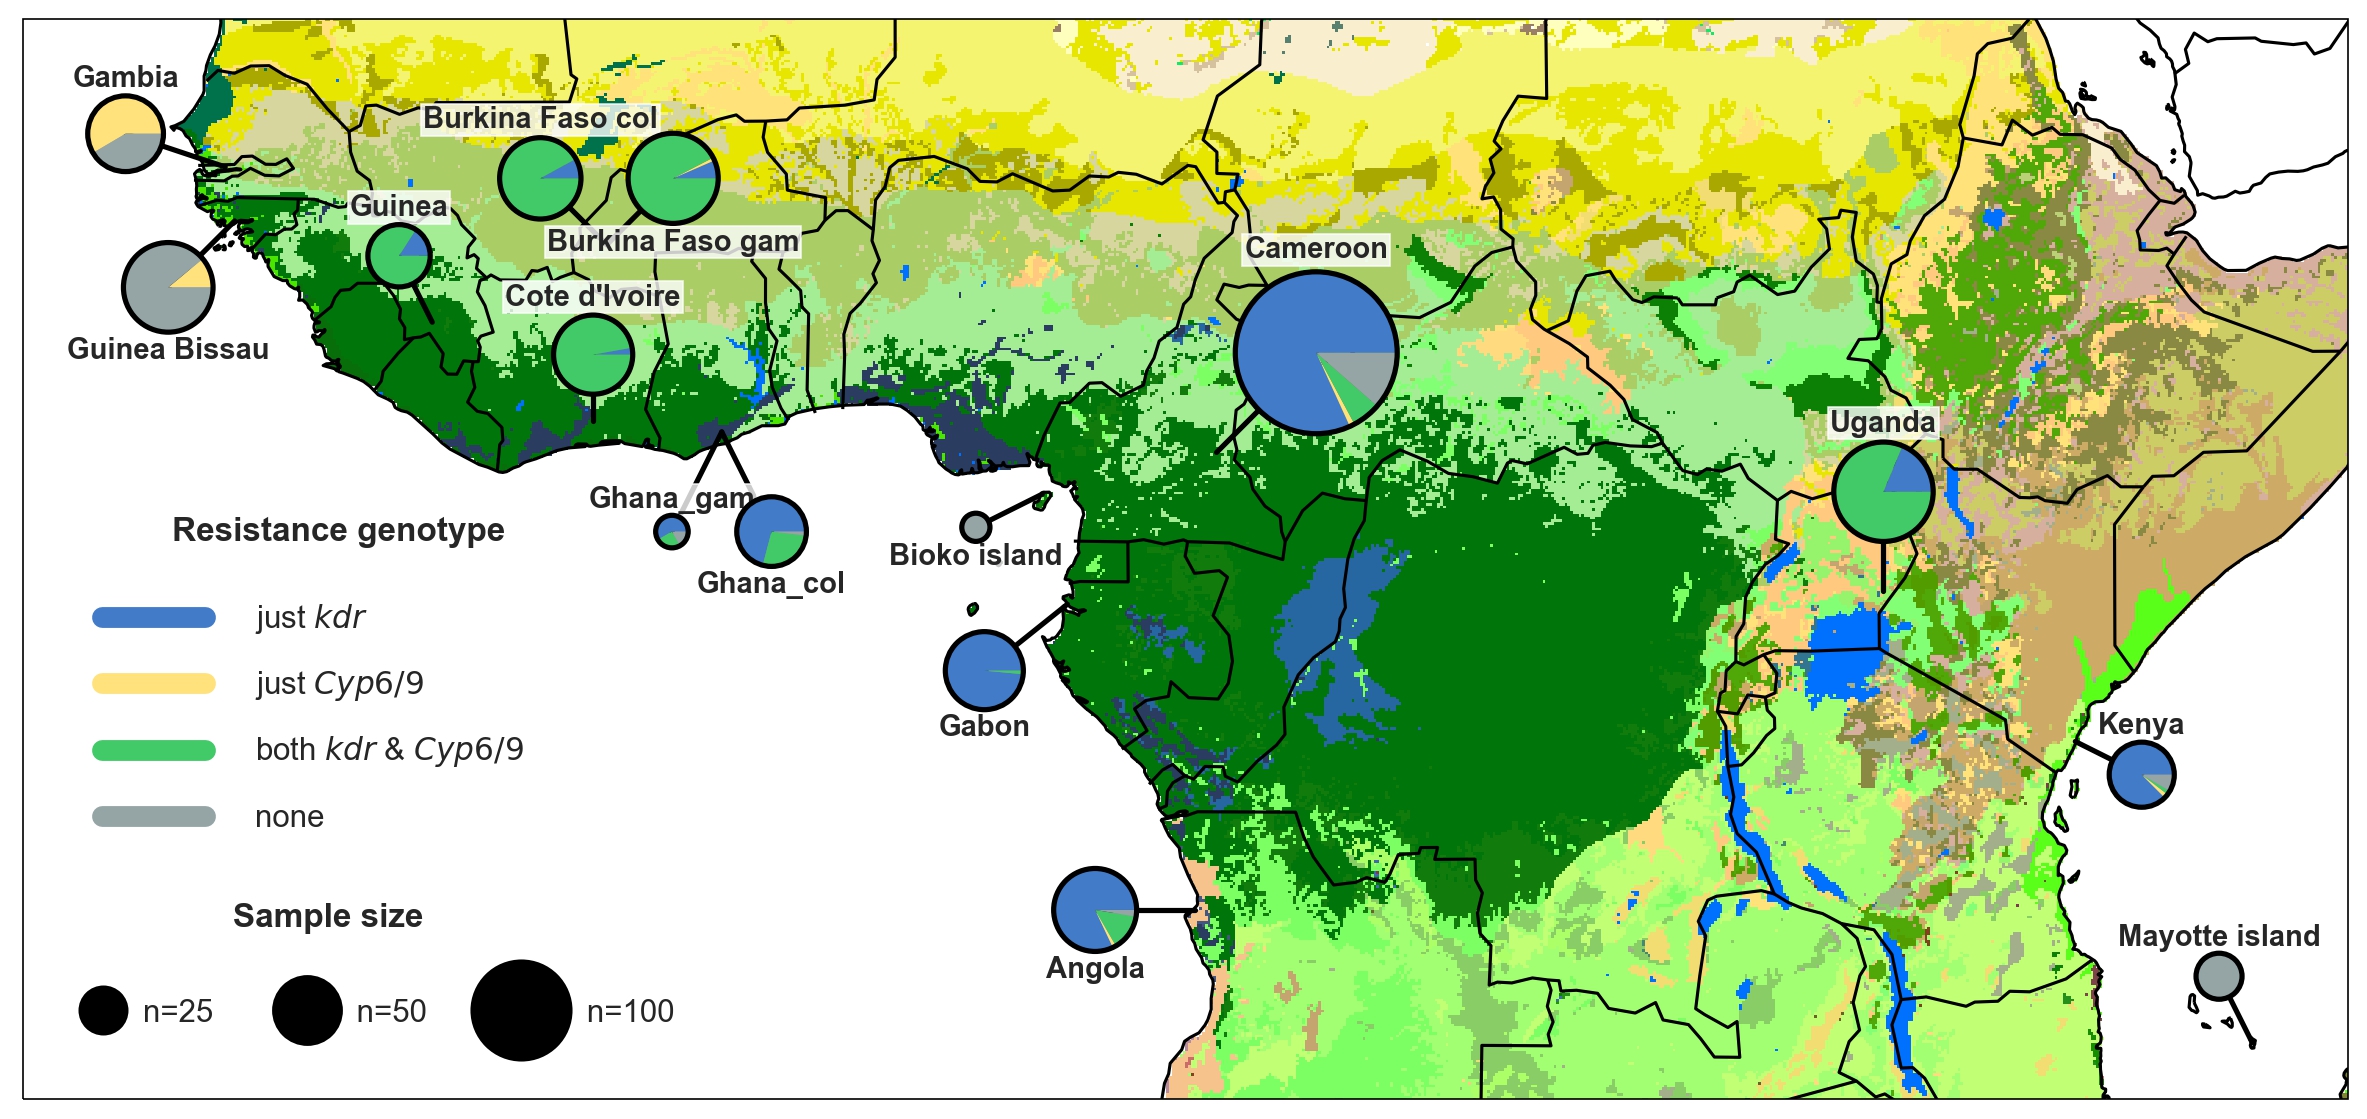 Gambia
Burkina Faso col
Guinea
Burkina Faso gam
Cameroon
Cote d'Ivoire
Guinea Bissau
Uganda
Ghana_gam
Resistance genotype
Bioko island
Ghana_col
just kdr
just Cyp6/9
Gabon
Kenya
both kdr & Cyp6/9
none
Sample size
Mayotte island
Angola
n=25
n=50
n=100